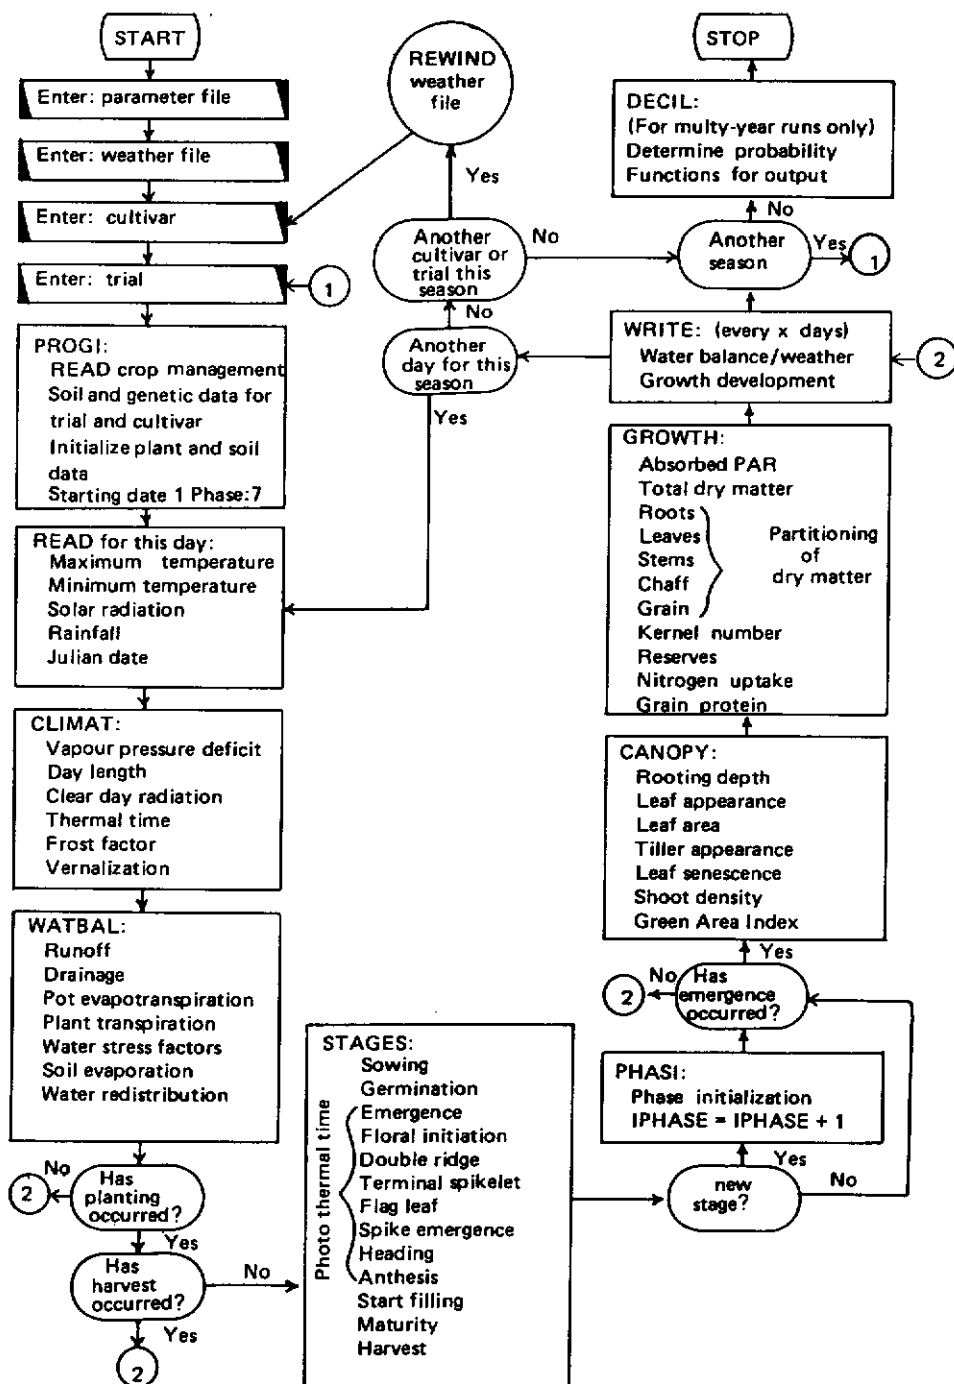 START
Enter: parameter file
Enter: weather file
Enter: cultivar
Enter: trial
1
PROGI:
READ crop management
Soil and genetic data for
trial and cultivar
Initialize plant and soil
data
Starting date 1 Phase:7
READ for this day:
Maximum temperature
Minimum temperature
Solar radiation
Rainfall
Julian date
CLIMAT:
Vapour pressure deficit
Day length
Clear day radiation
Thermal time
Frost factor
Vernalization
WATBAL:
Runoff
Drainage
Pot evapotranspiration
Plant transpiration
Water stress factors
Soil evaporation
Water redistribution
No
2
Has
planting
occurred?
Yes
Has
harvest
occurred?
No
Yes
2
REWIND
weather
file
Yes
Another
cultivar or
trial this
season
No
No
Another
day for this
season
Yes
STAGES:
Sowing
Germination
Photo thermal time
Emergence
Floral initiation
Double ridge
Terminal spikelet
Flag leaf
Spike emergence
Heading
Anthesis
Start filling
Maturity
Harvest
STOP
DECIL:
(For multy-year runs only)
Determine probability
Functions for output
No
Another
season
Yes
1
WRITE: (every x days)
Water balance/weather
Growth development
2
GROWTH:
Absorbed PAR
Total dry matter
Roots
Leaves
Stems
Chaff
Grain
Partitioning
of
dry matter
Kernel number
Reserves
Nitrogen uptake
Grain protein
CANOPY:
Rooting depth
Leaf appearance
Leaf area
Tiller appearance
Leaf senescence
Shoot density
Green Area Index
Yes
No
2
Has
emergence
occurred?
PHASI:
Phase initialization
IPHASE = IPHASE + 1
Yes
new
stage?
No